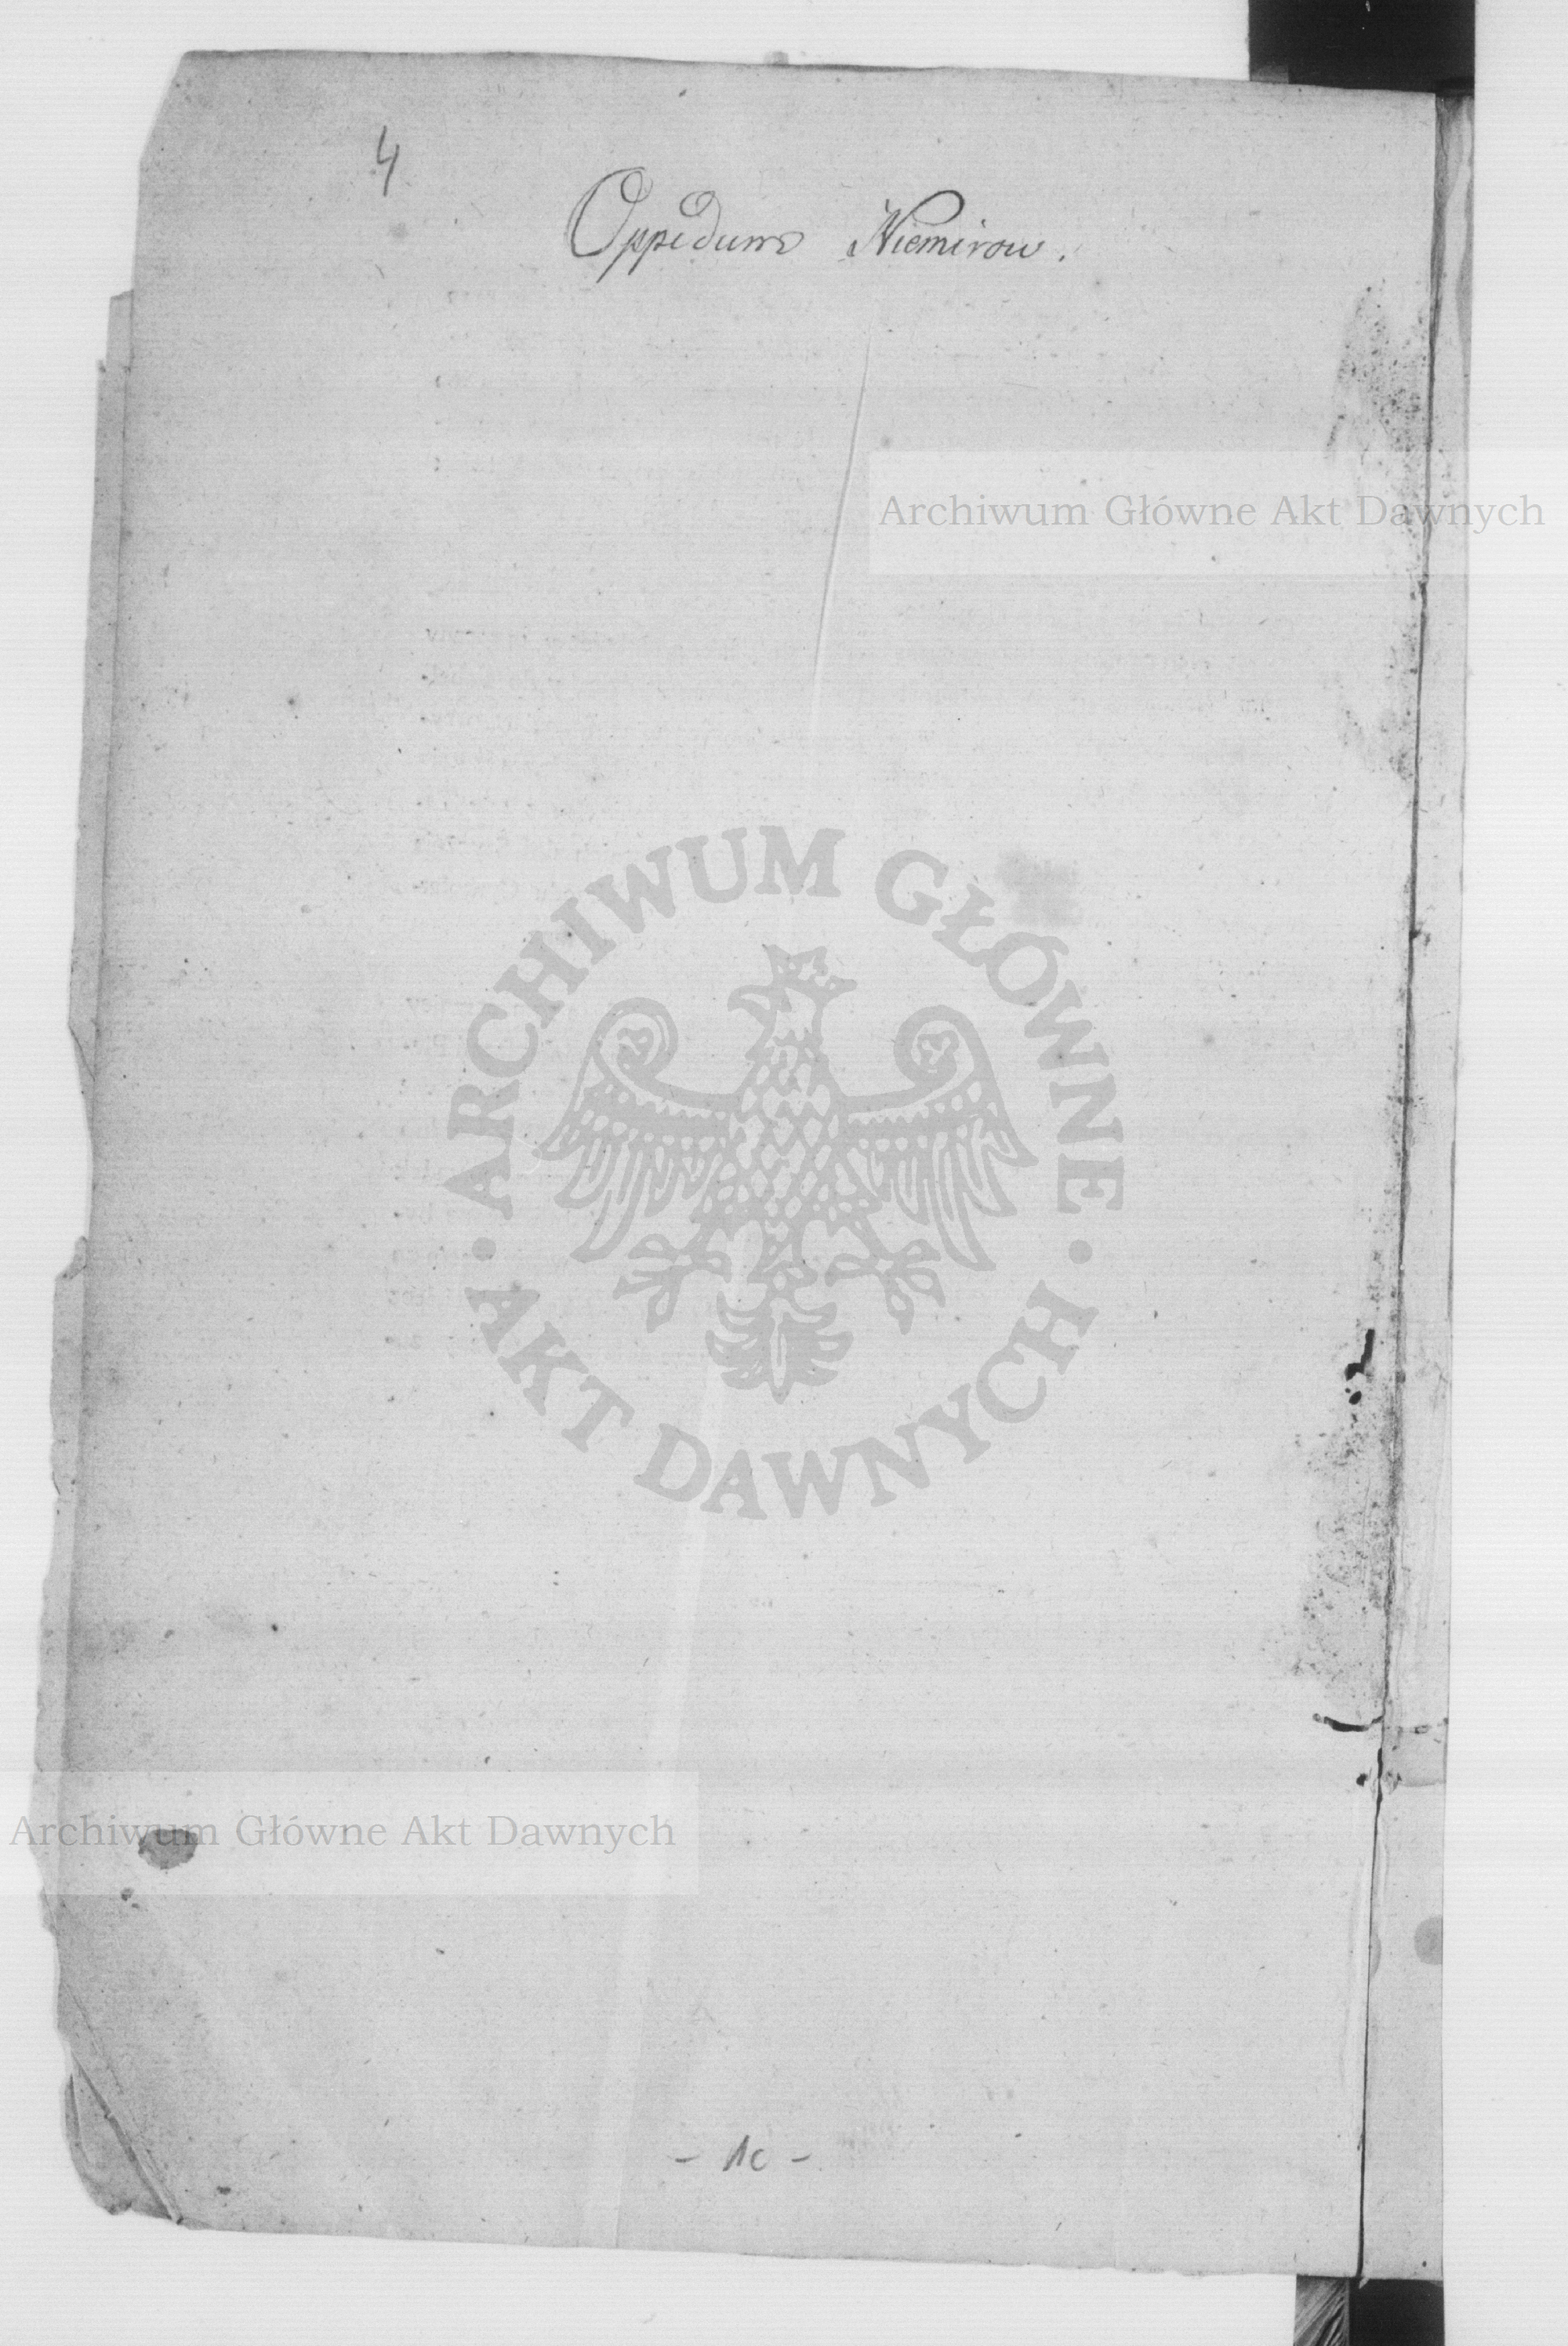 4
Oppidum Niemirow.
Archiwum Główne Akt Dawnych
ARCHIWUM GŁÓWNE
· AKT DAWNYCH ·
Archiwum Główne Akt Dawnych
- 1c -